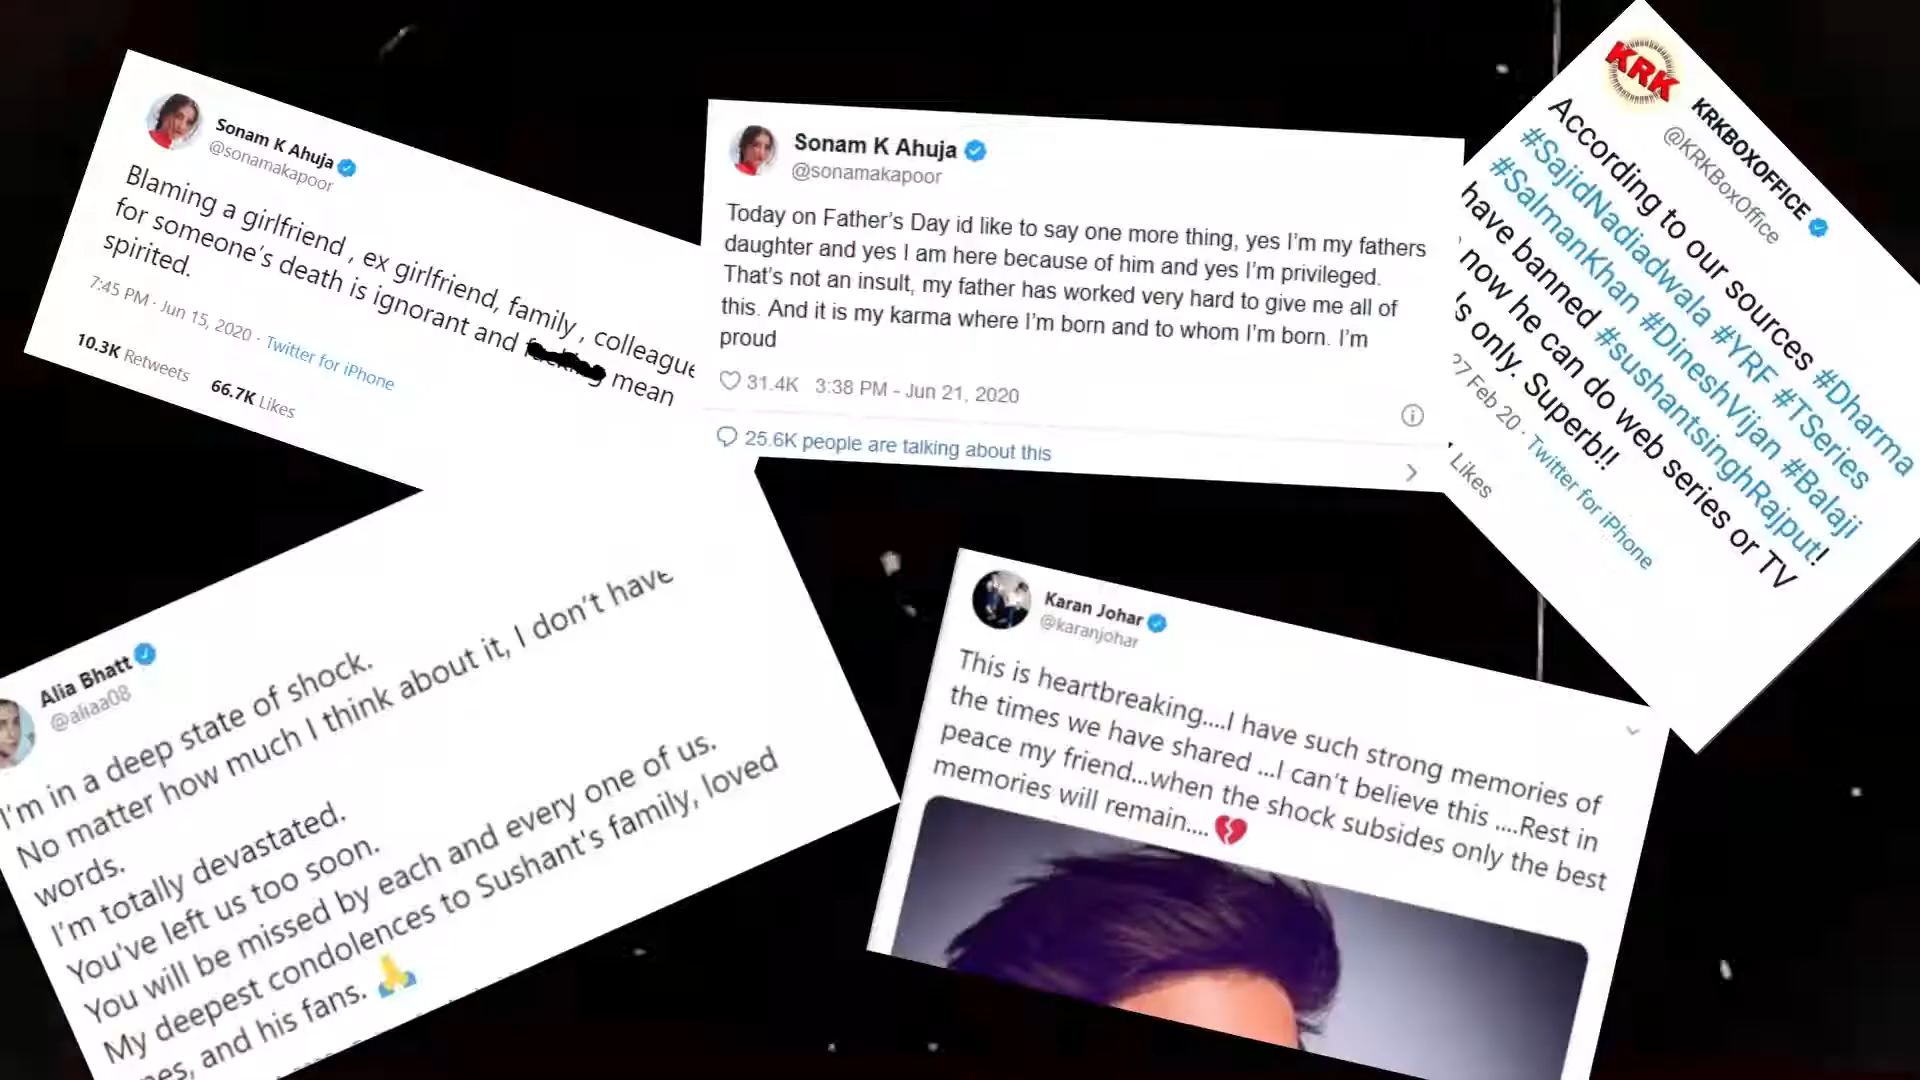 Sonam K Ahuja
@sonamakapoor
Blaming a girlfriend , ex girlfriend, family , colleague
for someone's death is ignorant and mean
spirited.
7:45 PM · Jun 15, 2020 · Twitter for iPhone
10.3K Retweets 66.7K Likes
Sonam K Ahuja
@sonamakapoor
Today on Father's Day id like to say one more thing, yes I'm my fathers
daughter and yes I am here because of him and yes I'm privileged.
That's not an insult, my father has worked very hard to give me all of
this. And it is my karma where I'm born and to whom I'm born. I'm
proud
31.4K 3:38 PM - Jun 21, 2020
25.6K people are talking about this
KRK
KRKBOXOFFICE
@KRKBoxOffice
According to our sources #Dharma
#SajidNadiadwala #YRF #TSeries
#SalmanKhan #DineshVijan #Balaji
have banned #sushantsinghRajput!
now he can do web series or TV
's only. Superb!!
27 Feb 20 · Twitter for iPhone
Likes
Alia Bhatt
@aliaa08
I'm in a deep state of shock.
No matter how much I think about it, I don't have
words.
I'm totally devastated.
You've left us too soon.
You will be missed by each and every one of us.
My deepest condolences to Sushant's family, loved
nes, and his fans. 🙏
Karan Johar
@karanjohar
This is heartbreaking....I have such strong memories of
the times we have shared ...I can't believe this ....Rest in
peace my friend...when the shock subsides only the best
memories will remain.... 💔